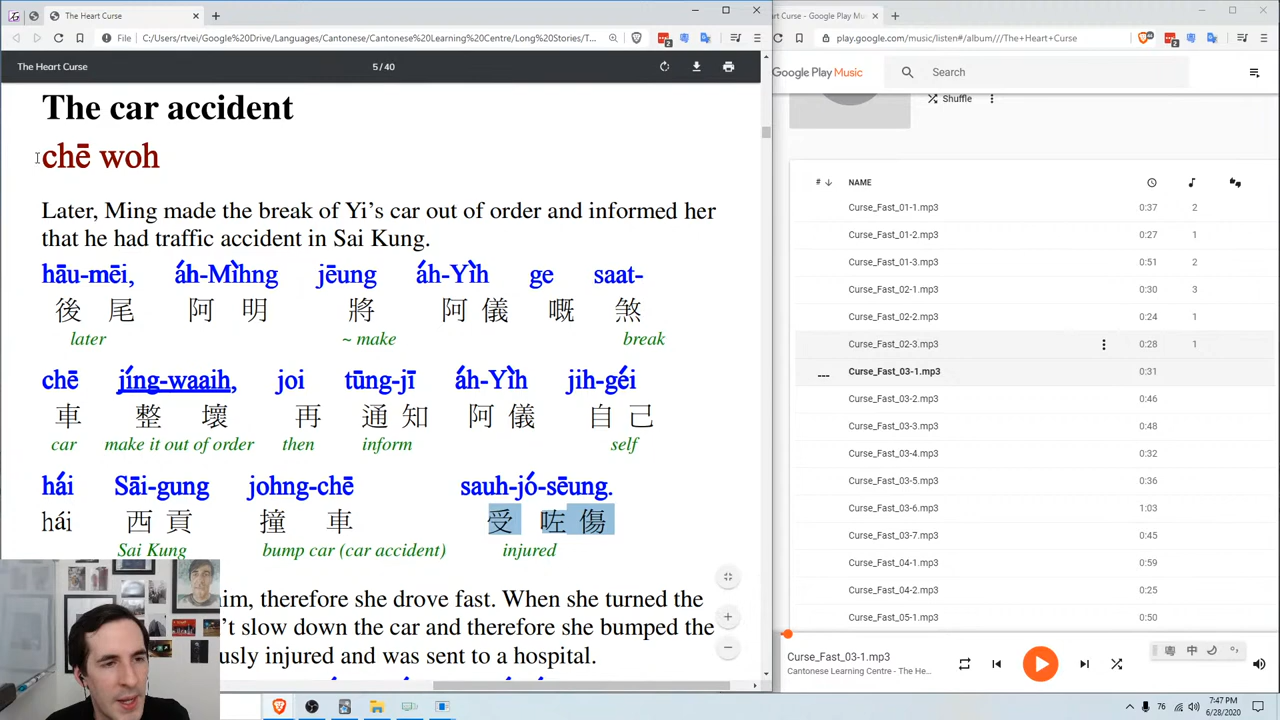 The Heart Curse
File
C:/Users/rtvei/Google%20Drive/Languages/Cantonese/Cantonese%20Learning%20Centre/Long%20Stories/T...
The Heart Curse
5 / 40
The car accident
chē woh
Later, Ming made the break of Yi's car out of order and informed her
that he had traffic accident in Sai Kung.
hāu-mēi, áh-Mìhng jēung áh-Yìh ge saat-
後尾 阿明 將 阿儀 嘅 煞
later ~ make break
chē jíng-waaih, joi tūng-jī áh-Yìh jih-géi
車 整壞 再 通知 阿儀 自己
car make it out of order then inform self
hái Sāi-gung johng-chē sauh-jó-sēung.
hái 西貢 撞車 受咗傷
Sai Kung bump car (car accident) injured
him, therefore she drove fast. When she turned the
't slow down the car and therefore she bumped the
usly injured and was sent to a hospital.
rt Curse - Google Play Music
play.google.com/music/listen#/album///The+Heart+Curse
Google Play Music
Search
Shuffle
# NAME
Curse_Fast_01-1.mp3 0:37 2
Curse_Fast_01-2.mp3 0:27 1
Curse_Fast_01-3.mp3 0:51 2
Curse_Fast_02-1.mp3 0:30 3
Curse_Fast_02-2.mp3 0:24 1
Curse_Fast_02-3.mp3 0:28 1
Curse_Fast_03-1.mp3 0:31
Curse_Fast_03-2.mp3 0:46
Curse_Fast_03-3.mp3 0:48
Curse_Fast_03-4.mp3 0:32
Curse_Fast_03-5.mp3 0:36
Curse_Fast_03-6.mp3 1:03
Curse_Fast_03-7.mp3 0:45
Curse_Fast_04-1.mp3 0:59
Curse_Fast_04-2.mp3 0:25
Curse_Fast_05-1.mp3 0:50
Curse_Fast_03-1.mp3
Cantonese Learning Centre - The He...
粵 中
76
7:47 PM
6/28/2020